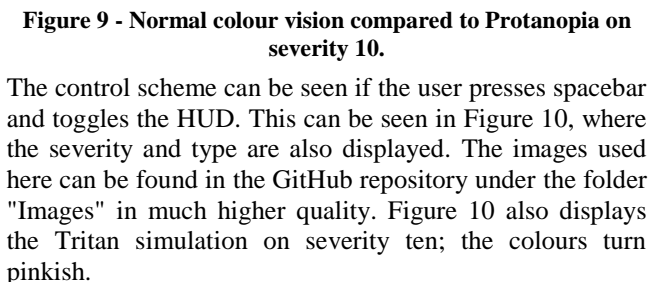 Figure 9 - Normal colour vision compared to Protanopia on
severity 10.
The control scheme can be seen if the user presses spacebar
and toggles the HUD. This can be seen in Figure 10, where
the severity and type are also displayed. The images used
here can be found in the GitHub repository under the folder
"Images" in much higher quality. Figure 10 also displays
the Tritan simulation on severity ten; the colours turn
pinkish.